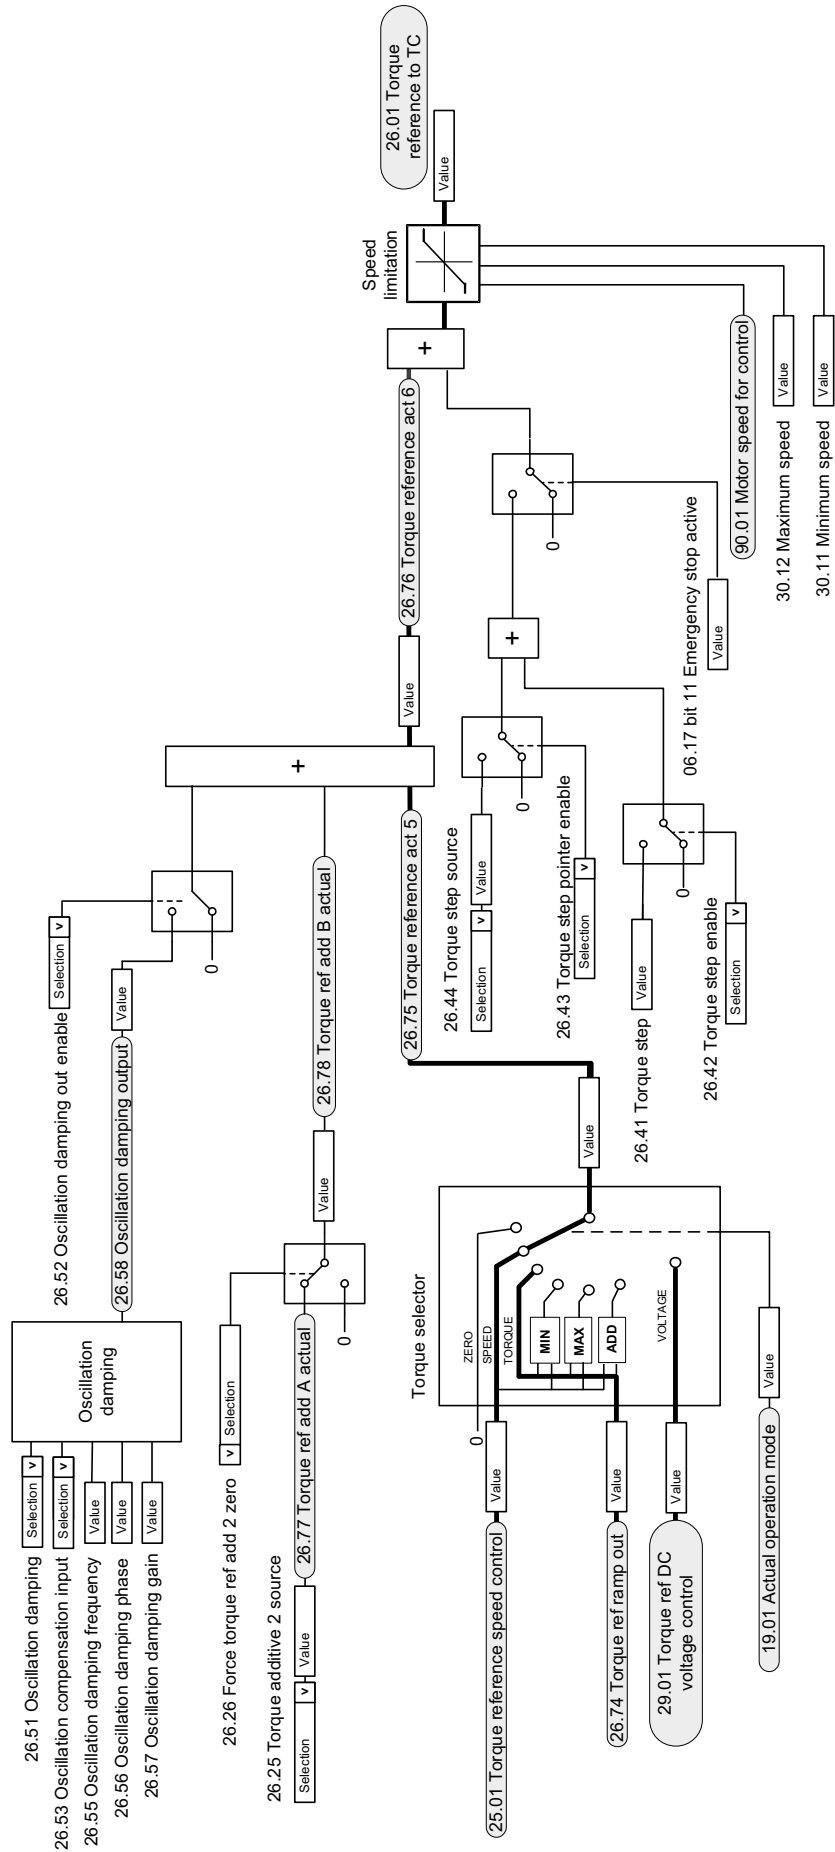 26.51 Oscillation damping
Selection
v
26.53 Oscillation compensation input
Selection
v
26.55 Oscillation damping frequency
Value
26.56 Oscillation damping phase
Value
26.57 Oscillation damping gain
Value
Oscillation
damping
26.58 Oscillation damping output
Value
26.52 Oscillation damping out enable
Selection
v
0
26.26 Force torque ref add 2 zero
v
Selection
26.25 Torque additive 2 source
Selection
v
Value
26.77 Torque ref add A actual
0
Value
26.78 Torque ref add B actual
+
Torque selector
0
ZERO
25.01 Torque reference speed control
Value
SPEED
TORQUE
MIN
MAX
ADD
26.74 Torque ref ramp out
Value
29.01 Torque ref DC
voltage control
Value
VOLTAGE
19.01 Actual operation mode
Value
Value
26.75 Torque reference act 5
Value
26.76 Torque reference act 6
+
26.44 Torque step source
Selection
v
Value
0
26.43 Torque step pointer enable
Selection
v
26.41 Torque step
Value
0
26.42 Torque step enable
Selection
v
+
0
06.17 bit 11 Emergency stop active
Value
Speed
limitation
90.01 Motor speed for control
30.12 Maximum speed
Value
30.11 Minimum speed
Value
Value
26.01 Torque
reference to TC